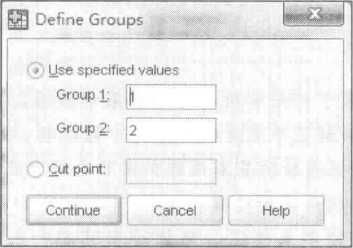 Define Groups
Use specified values
Group 1: 1
Group 2: 2
Cut point:
Continue Cancel Help